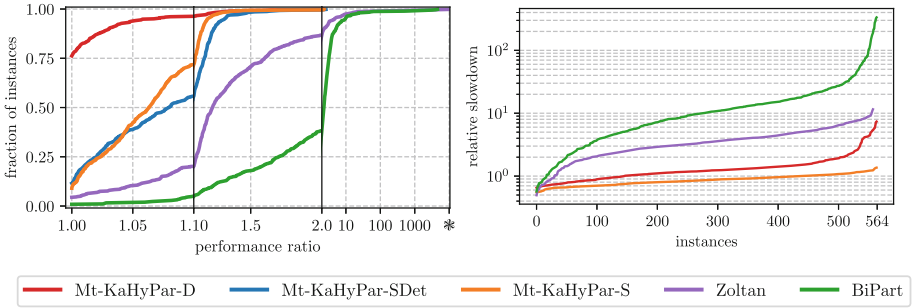 fraction of instances
1.00
0.75
0.50
0.25
0.00
1.00 1.05 1.10 1.5 2.0 10 100 1000 ✱
performance ratio
relative slowdown
10²
10¹
10⁰
0 100 200 300 400 500 564
instances
Mt-KaHyPar-D Mt-KaHyPar-SDet Mt-KaHyPar-S Zoltan BiPart